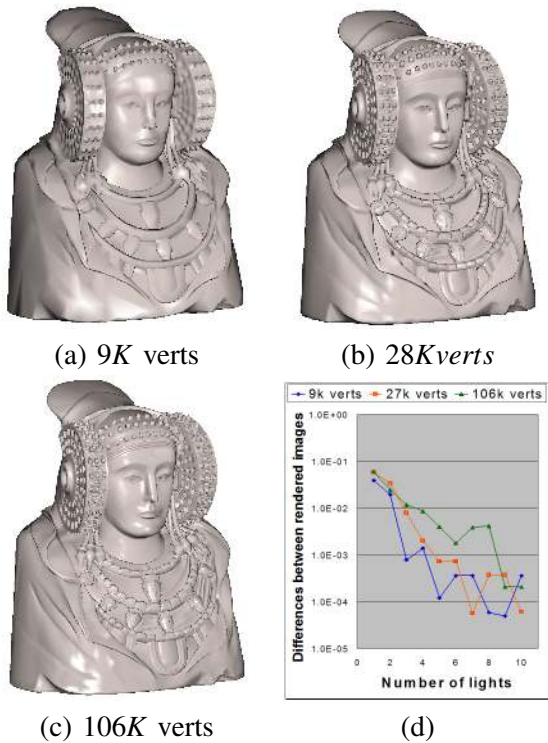 (a) 9K verts
(b) 28Kverts
(c) 106K verts
9k verts 27k verts 106k verts
1.0E+00
1.0E-01
1.0E-02
1.0E-03
1.0E-04
1.0E-05
Differences between rendered images
0 2 4 6 8 10
Number of lights
(d)